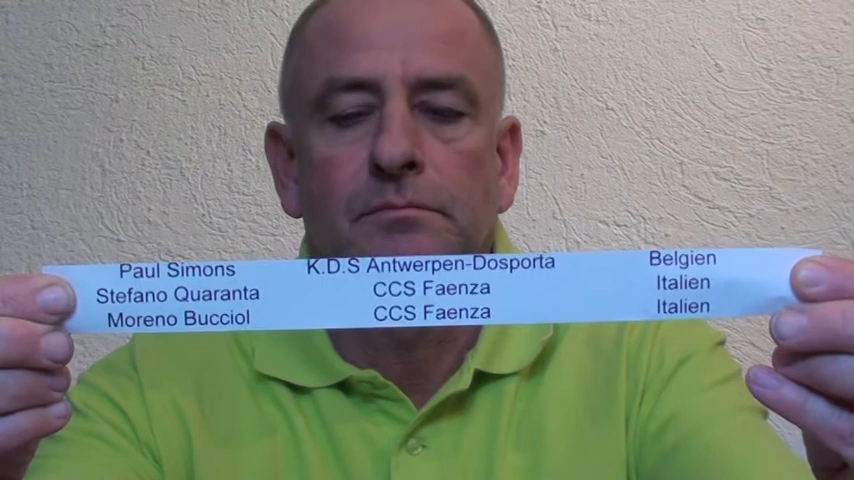 Paul Simons K.D.S Antwerpen-Dosporta Belgien
Stefano Quaranta CCS Faenza Italien
Moreno Bucciol CCS Faenza Italien